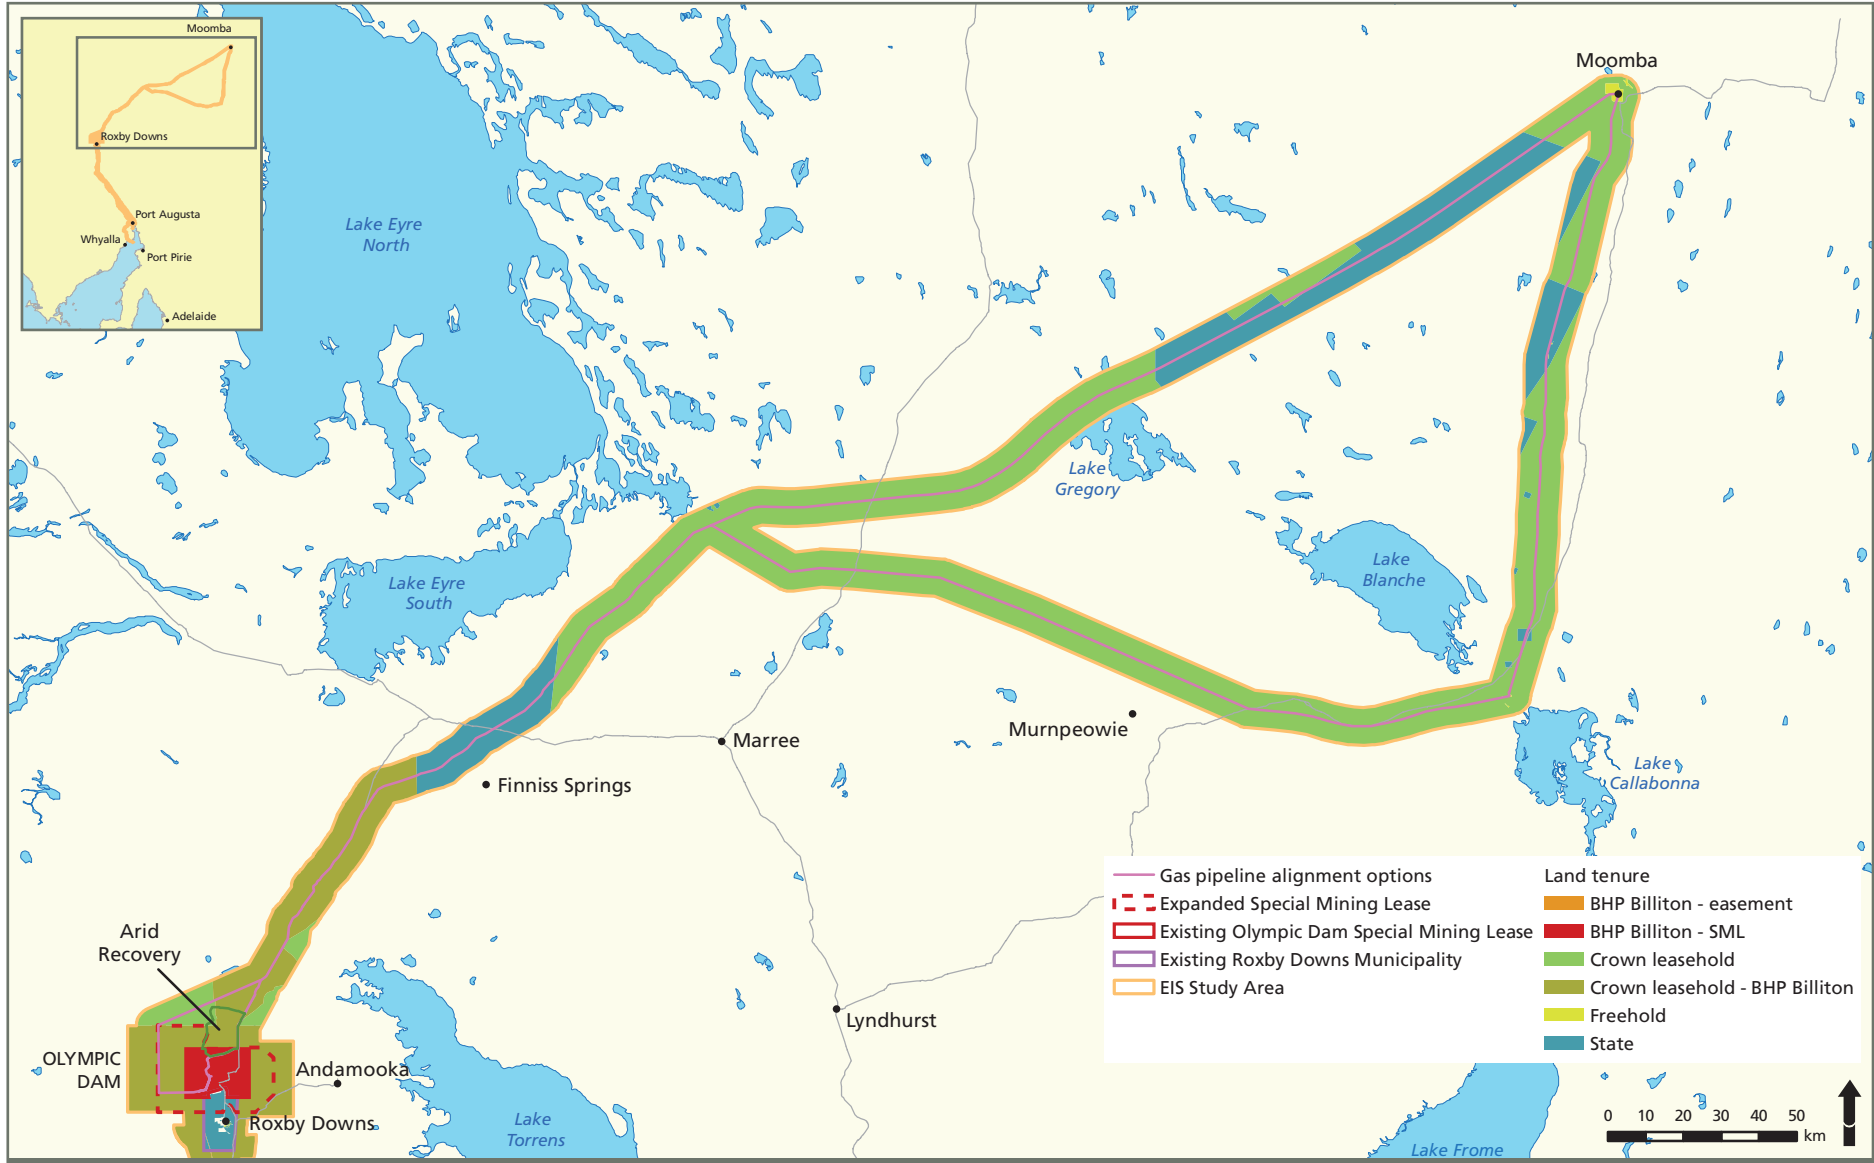 Moomba
Roxby Downs
Port Augusta
Whyalla
Port Pirie
Adelaide
Moomba
Lake Eyre
North
Lake
Gregory
Lake Eyre
South
Lake
Blanche
Murnpeowie
Marree
Finniss Springs
Lake
Callabonna
Arid
Recovery
Lyndhurst
OLYMPIC
DAM
Andamooka
Roxby Downs
Lake
Torrens
Lake Frome
Gas pipeline alignment options
Expanded Special Mining Lease
Existing Olympic Dam Special Mining Lease
Existing Roxby Downs Municipality
EIS Study Area
Land tenure
BHP Billiton - easement
BHP Billiton - SML
Crown leasehold
Crown leasehold - BHP Billiton
Freehold
State
0 10 20 30 40 50
km